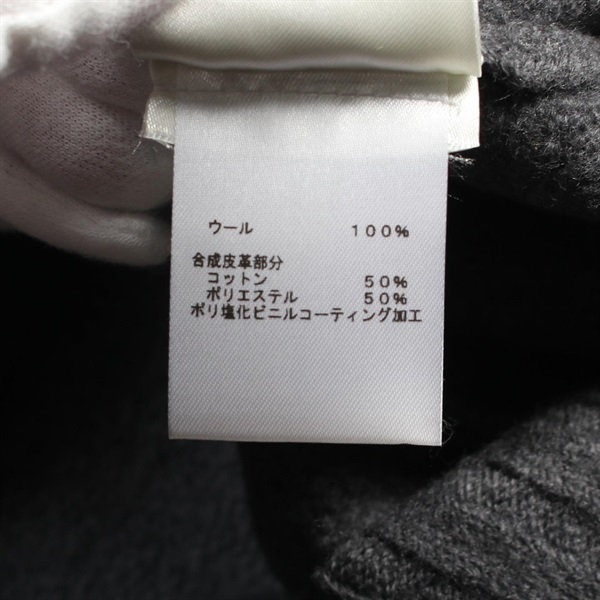 ウール 100%
合成皮革部分
コットン 50%
ポリエステル 50%
ポリ塩化ビニルコーティング加工